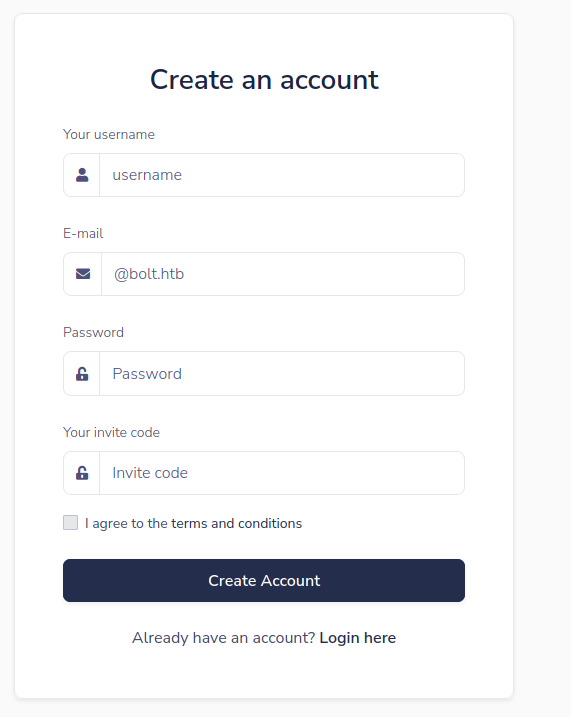 Create an account
Your username
username
E-mail
@bolt.htb
Password
Password
Your invite code
Invite code
I agree to the terms and conditions
Create Account
Already have an account? Login here